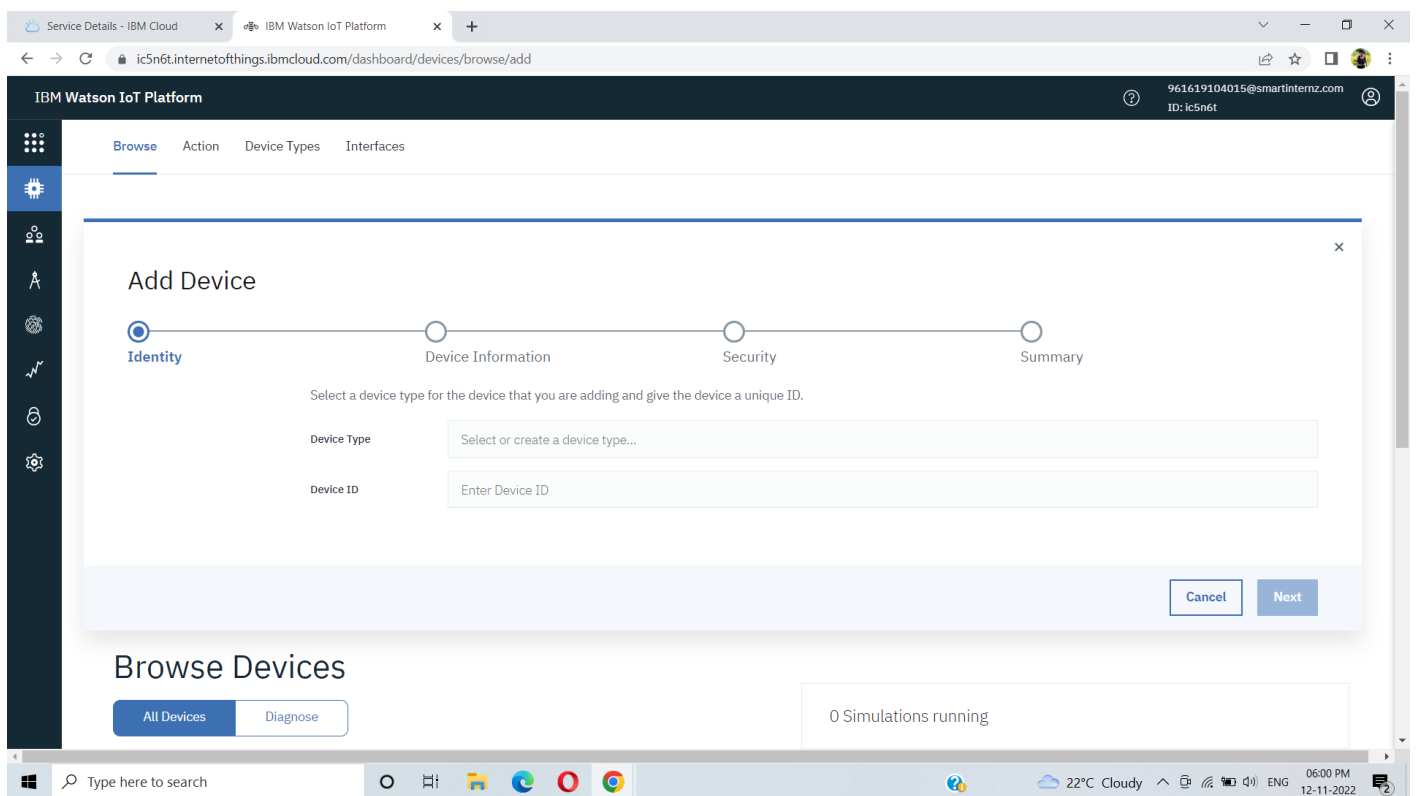 Service Details - IBM Cloud
IBM Watson IoT Platform
ic5n6t.internetofthings.ibmcloud.com/dashboard/devices/browse/add
IBM Watson IoT Platform
961619104015@smartinternz.com
ID: ic5n6t
Browse Action Device Types Interfaces
Add Device
Identity Device Information Security Summary
Select a device type for the device that you are adding and give the device a unique ID.
Device Type Select or create a device type...
Device ID Enter Device ID
Cancel Next
Browse Devices
All Devices Diagnose
0 Simulations running
Type here to search
22°C Cloudy
ENG
06:00 PM
12-11-2022
2